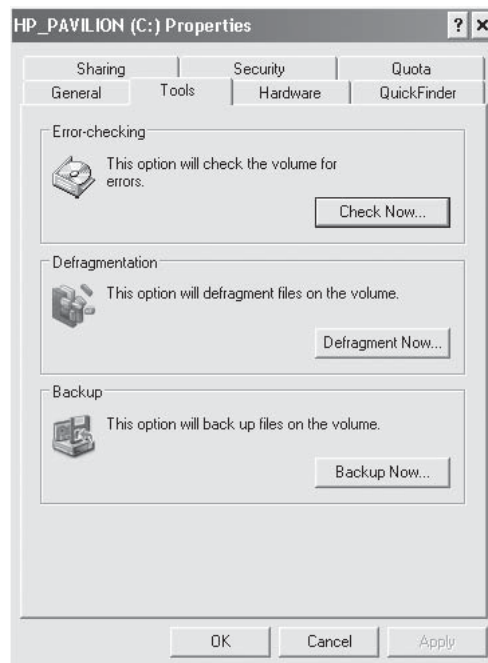 HP_PAVILION (C:) Properties ? ×
Sharing Security Quota
General Tools Hardware QuickFinder
Error-checking
This option will check the volume for
errors.
Check Now...
Defragmentation
This option will defragment files on the volume.
Defragment Now...
Backup
This option will back up files on the volume.
Backup Now...
OK Cancel Apply